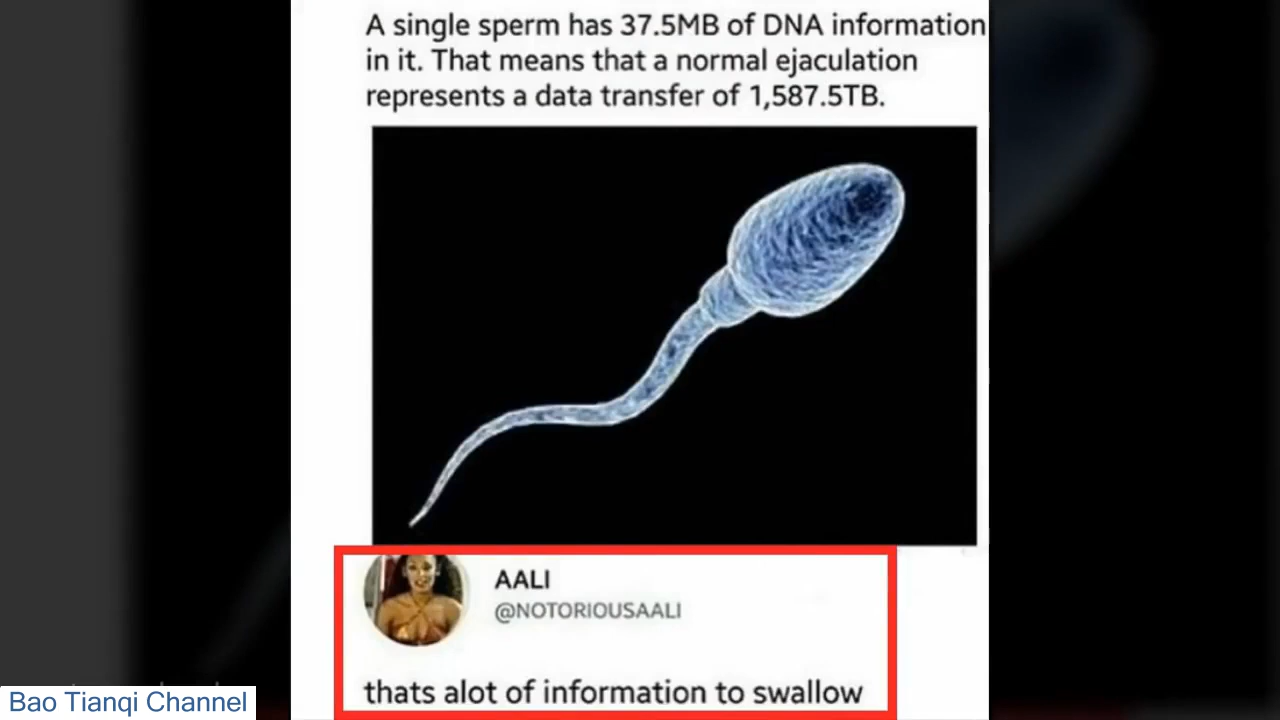 A single sperm has 37.5MB of DNA information
in it. That means that a normal ejaculation
represents a data transfer of 1,587.5TB.
AALI
@NOTORIOUSAALI
thats alot of information to swallow
Bao Tianqi Channel